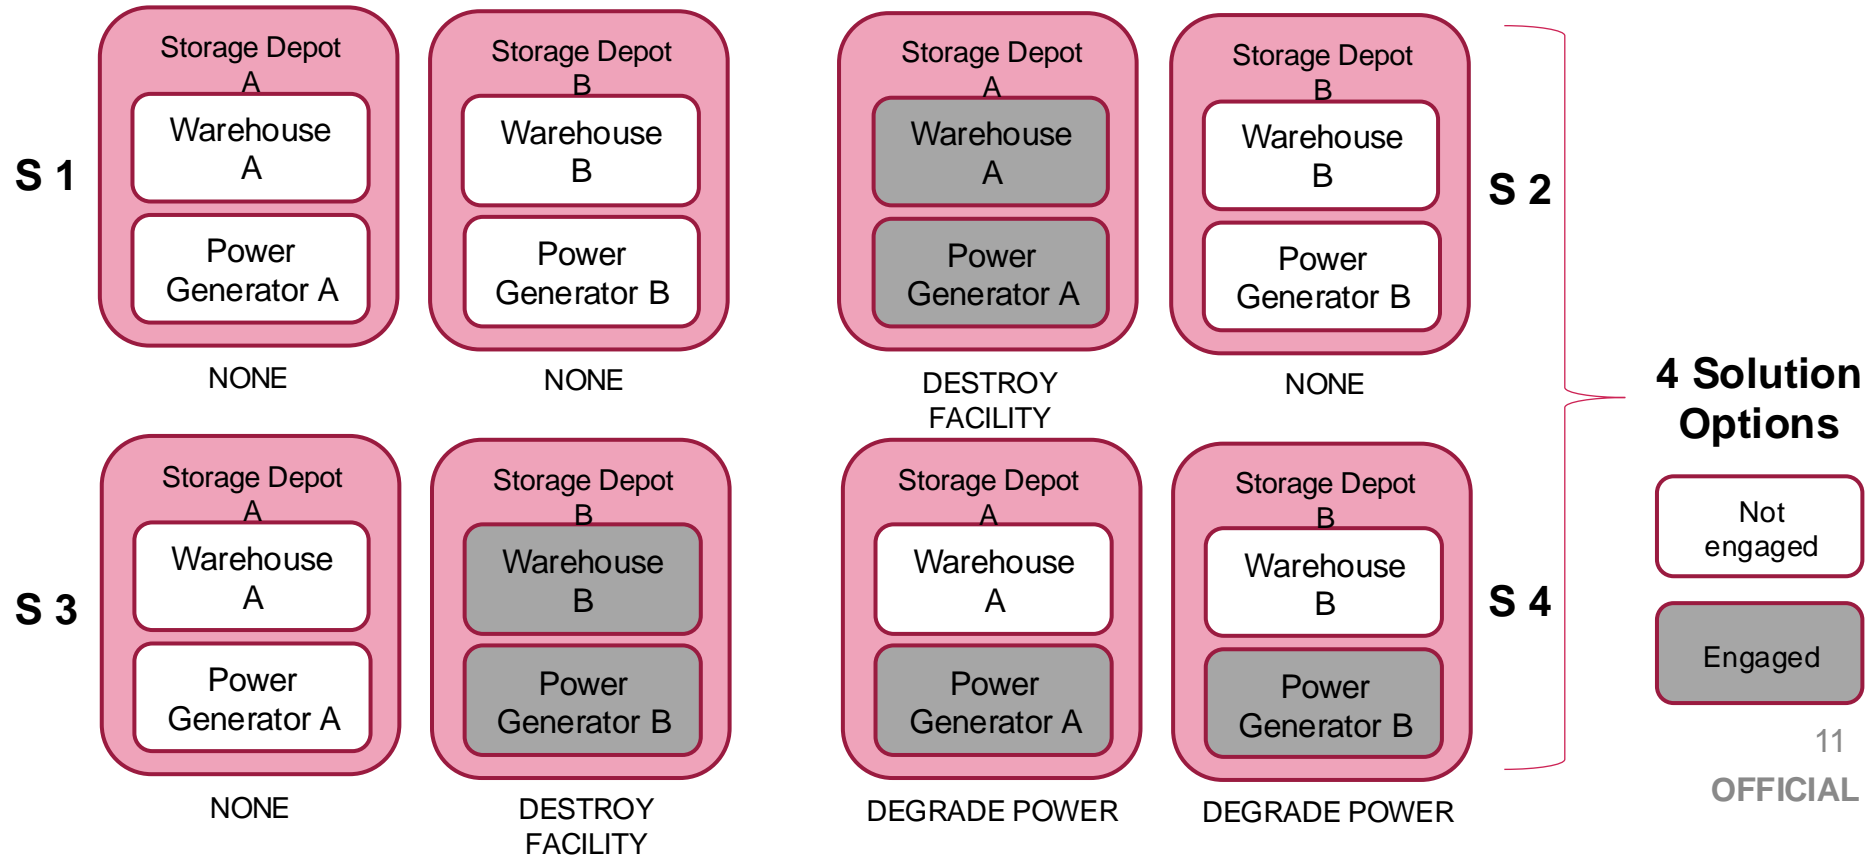 S 1
Storage Depot
A
Warehouse
A
Power
Generator A
NONE
Storage Depot
B
Warehouse
B
Power
Generator B
NONE
Storage Depot
A
Warehouse
A
Power
Generator A
DESTROY
FACILITY
Storage Depot
B
Warehouse
B
Power
Generator B
NONE
S 2
S 3
Storage Depot
A
Warehouse
A
Power
Generator A
NONE
Storage Depot
B
Warehouse
B
Power
Generator B
DESTROY
FACILITY
Storage Depot
A
Warehouse
A
Power
Generator A
DEGRADE POWER
Storage Depot
B
Warehouse
B
Power
Generator B
DEGRADE POWER
S 4
4 Solution
Options
Not
engaged
Engaged
11
OFFICIAL